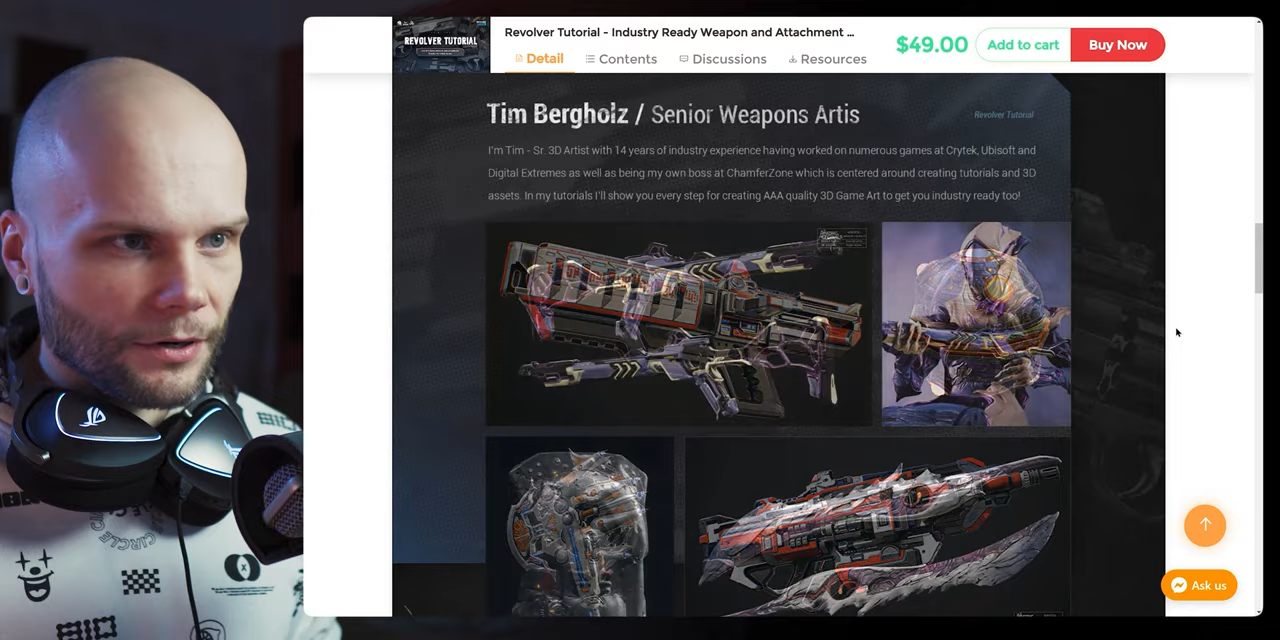 REVOLVER TUTORIAL
Revolver Tutorial - Industry Ready Weapon and Attachment ...
$49.00
Add to cart
Buy Now
Detail
Contents
Discussions
Resources
Tim Bergholz / Senior Weapons Artis
Revolver Tutorial
I'm Tim - Sr. 3D Artist with 14 years of industry experience having worked on numerous games at Crytek, Ubisoft and
Digital Extremes as well as being my own boss at ChamferZone which is centered around creating tutorials and 3D
assets. In my tutorials I'll show you every step for creating AAA quality 3D Game Art to get you industry ready too!
Ask us